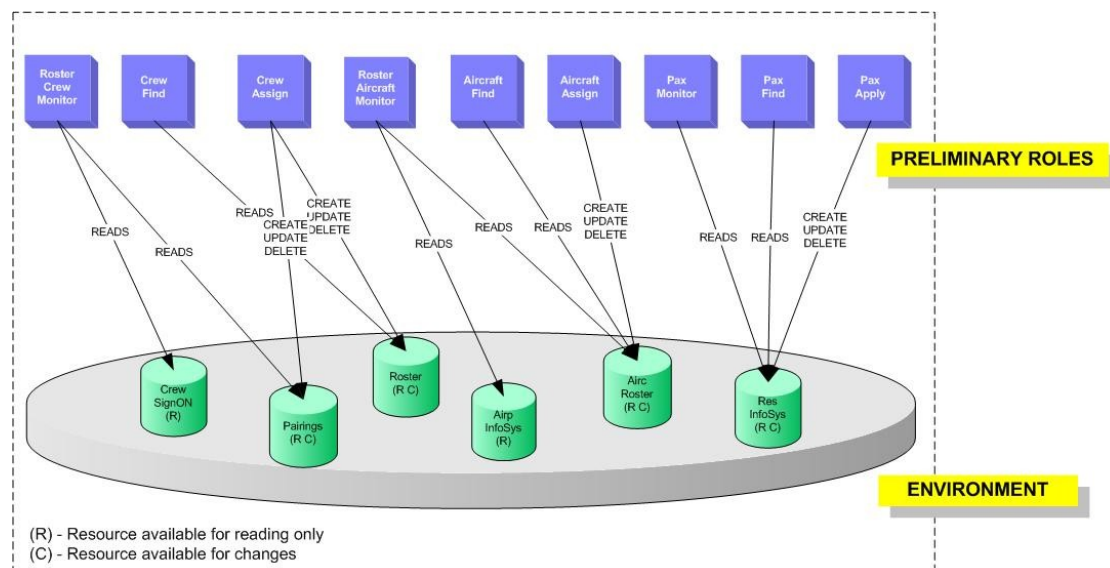 Roster
Crew
Monitor
Crew
Find
Crew
Assign
Roster
Aircraft
Monitor
Aircraft
Find
Aircraft
Assign
Pax
Monitor
Pax
Find
Pax
Apply
PRELIMINARY ROLES
READS
READS
READS
CREATE
UPDATE
DELETE
CREATE
UPDATE
DELETE
READS
READS
READS
CREATE
UPDATE
DELETE
READS
READS
CREATE
UPDATE
DELETE
Crew
SignON
(R)
Pairings
(R C)
Roster
(R C)
Airp
InfoSys
(R)
Airc
Roster
(R C)
Res
InfoSys
(R C)
ENVIRONMENT
(R) - Resource available for reading only
(C) - Resource available for changes